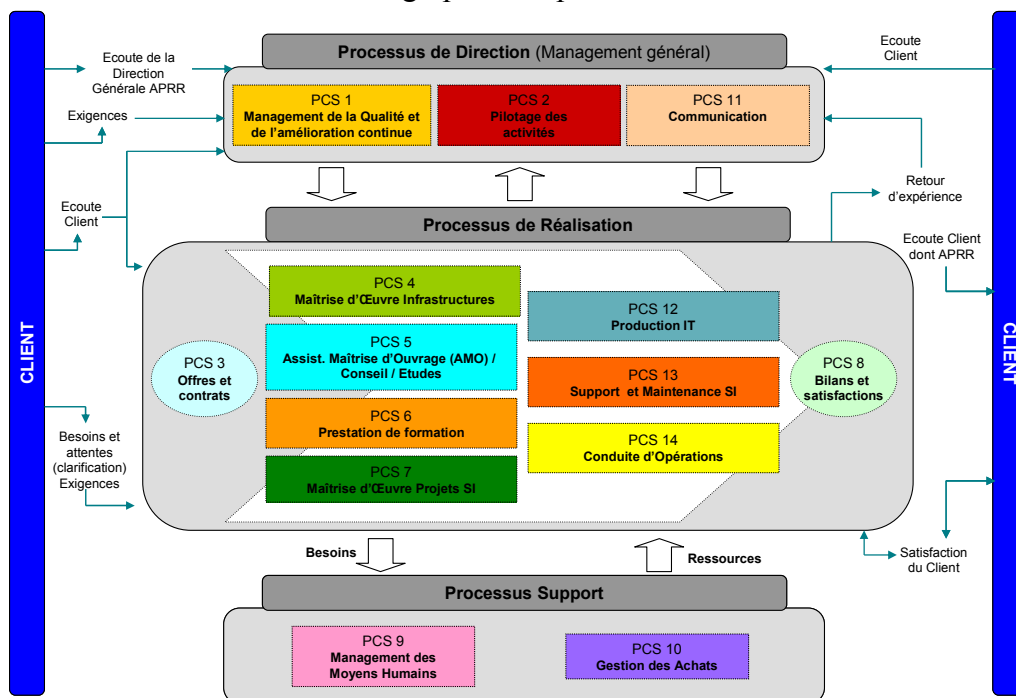 Processus de Direction (Management général)
Ecoute de la
Direction
Générale APRR
Ecoute
Client
PCS 1
Management de la Qualité et
de l'amélioration continue
PCS 2
Pilotage des
activités
PCS 11
Communication
Exigences
Retour
d'expérience
Ecoute
Client
Processus de Réalisation
Ecoute Client
dont APRR
CLIENT
CLIENT
PCS 3
Offres et
contrats
PCS 4
Maîtrise d'Œuvre Infrastructures
PCS 5
Assist. Maîtrise d'Ouvrage (AMO) /
Conseil / Etudes
PCS 6
Prestation de formation
PCS 7
Maîtrise d'Œuvre Projets SI
PCS 12
Production IT
PCS 13
Support et Maintenance SI
PCS 14
Conduite d'Opérations
PCS 8
Bilans et
satisfactions
Besoins et
attentes
(clarification)
Exigences
Besoins
Ressources
Satisfaction
du Client
Processus Support
PCS 9
Management des
Moyens Humains
PCS 10
Gestion des Achats